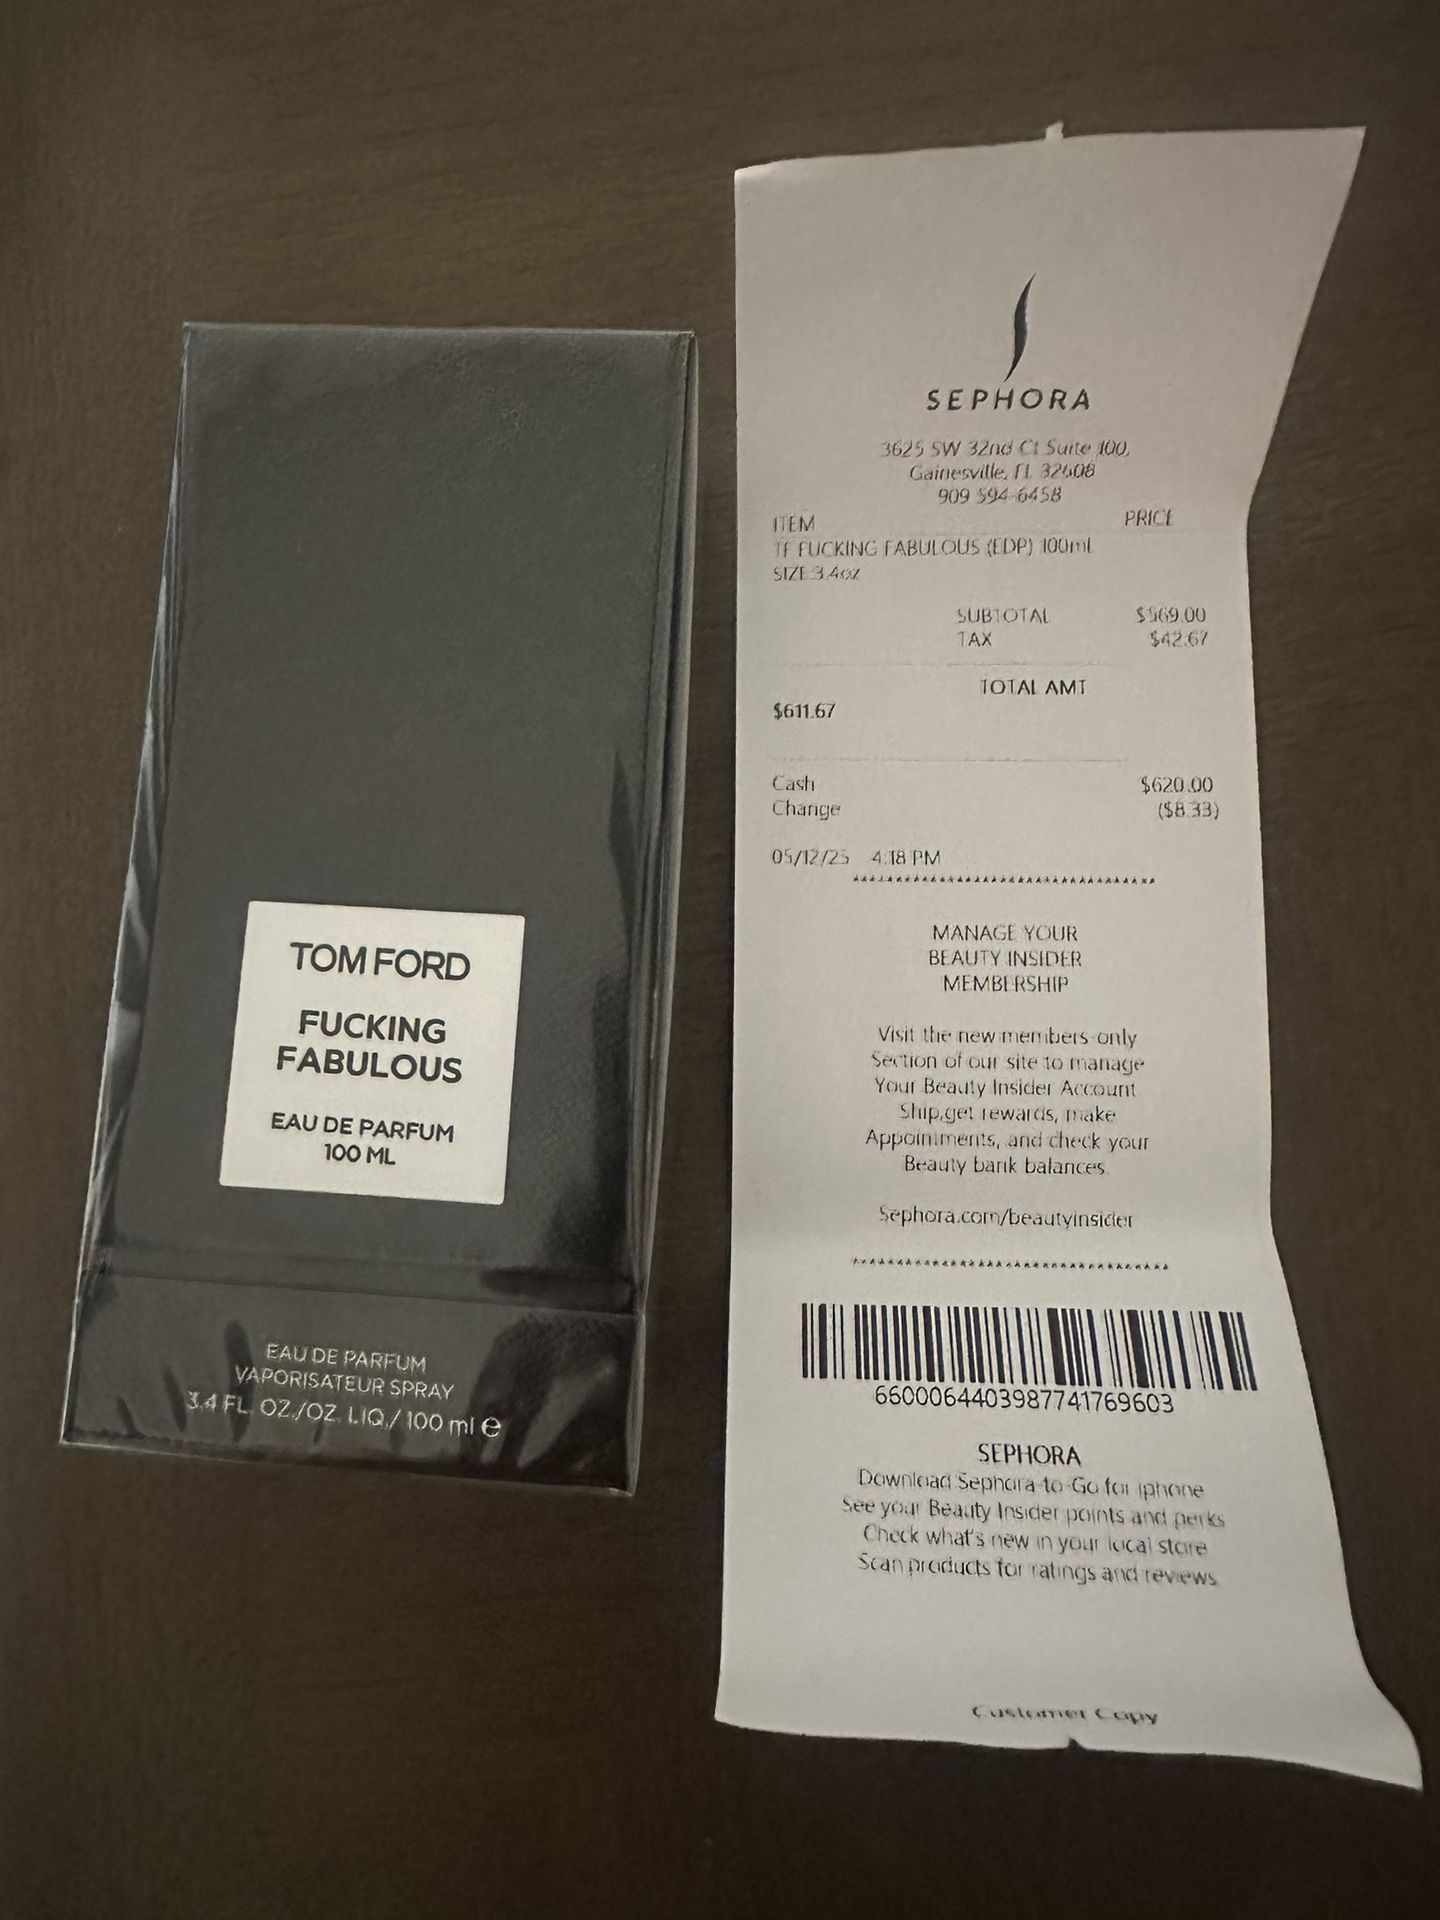 TOM FORD
FUCKING
FABULOUS
EAU DE PARFUM
100 ML
EAU DE PARFUM
VAPORISATEUR SPRAY
3.4 FL. OZ./OZ. LIQ./ 100 ml e
SEPHORA
3625 SW 32nd Ct Suite 100,
Gainesville, FL 32608
909 594-6458
ITEM PRICE
TF FUCKING FABULOUS (EDP) 100ml
SIZE 3.4oz
SUBTOTAL $569.00
TAX $42.67
TOTAL AMT
$611.67
Cash $620.00
Change ($8.33)
05/12/25 4:18 PM
MANAGE YOUR
BEAUTY INSIDER
MEMBERSHIP
Visit the new members-only
Section of our site to manage
Your Beauty Insider Account.
Ship,get rewards, make
Appointments, and check your
Beauty bank balances.
Sephora.com/beautyinsider
6600064403987741769603
SEPHORA
Download Sephora-to-Go for iphone
See your Beauty Insider points and perks
Check what's new in your local store
Scan products for ratings and reviews
Customer Copy